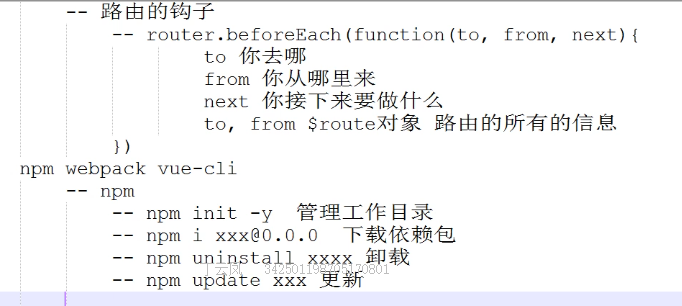 -- 路由的钩子
-- router.beforeEach(function(to, from, next){
to 你去哪
from 你从哪里来
next 你接下来要做什么
to, from $route对象 路由的所有的信息
})
npm webpack vue-cli
-- npm
-- npm init -y 管理工作目录
-- npm i xxx@0.0.0 下载依赖包
-- npm uninstall xxxx 卸载
云风 342501198705170801
-- npm update xxx 更新